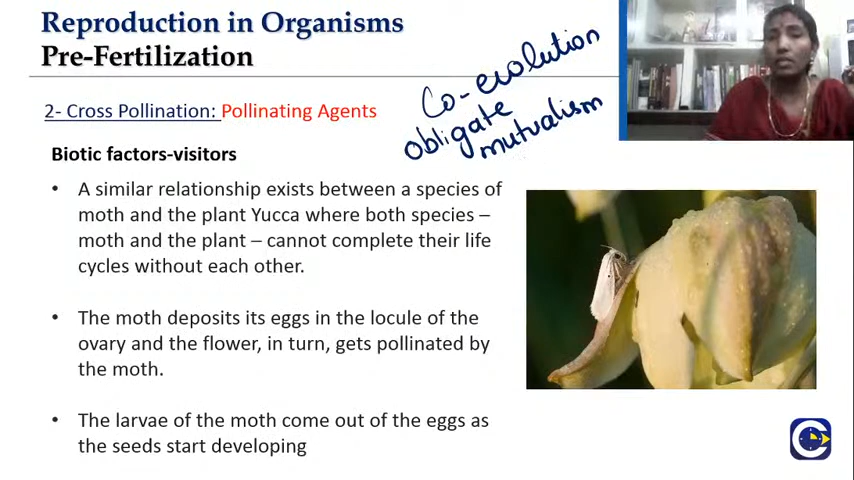 Reproduction in Organisms
Pre-Fertilization
Co-evolution
obligate
mutualism
2- Cross Pollination: Pollinating Agents
Biotic factors-visitors
• A similar relationship exists between a species of
moth and the plant Yucca where both species –
moth and the plant – cannot complete their life
cycles without each other.
• The moth deposits its eggs in the locule of the
ovary and the flower, in turn, gets pollinated by
the moth.
• The larvae of the moth come out of the eggs as
the seeds start developing